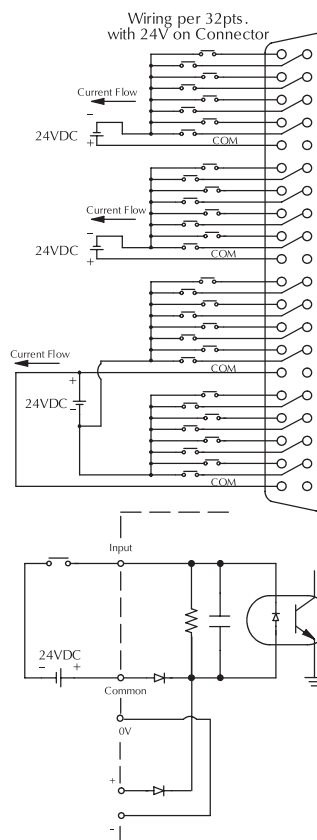 Wiring per 32pts.
with 24V on Connector
Current Flow
-
24VDC
+
COM
Current Flow
-
24VDC
+
COM
Current Flow
COM
+
24VDC
-
COM
Input
24VDC
- +
Common
0V
+
-